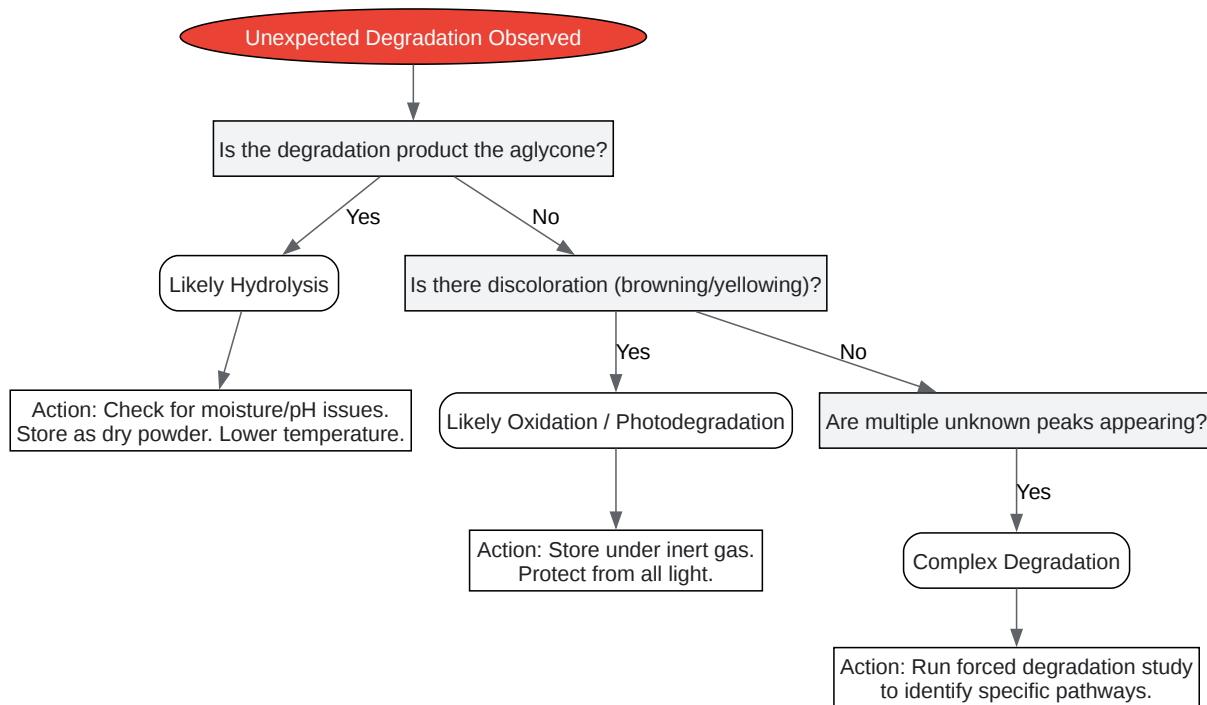 Unexpected Degradation Observed
Is the degradation product the aglycone?
Yes
No
Likely Hydrolysis
Is there discoloration (browning/yellowing)?
Yes
No
Action: Check for moisture/pH issues.
Store as dry powder. Lower temperature.
Likely Oxidation / Photodegradation
Are multiple unknown peaks appearing?
Yes
Action: Store under inert gas.
Protect from all light.
Complex Degradation
Action: Run forced degradation study
to identify specific pathways.